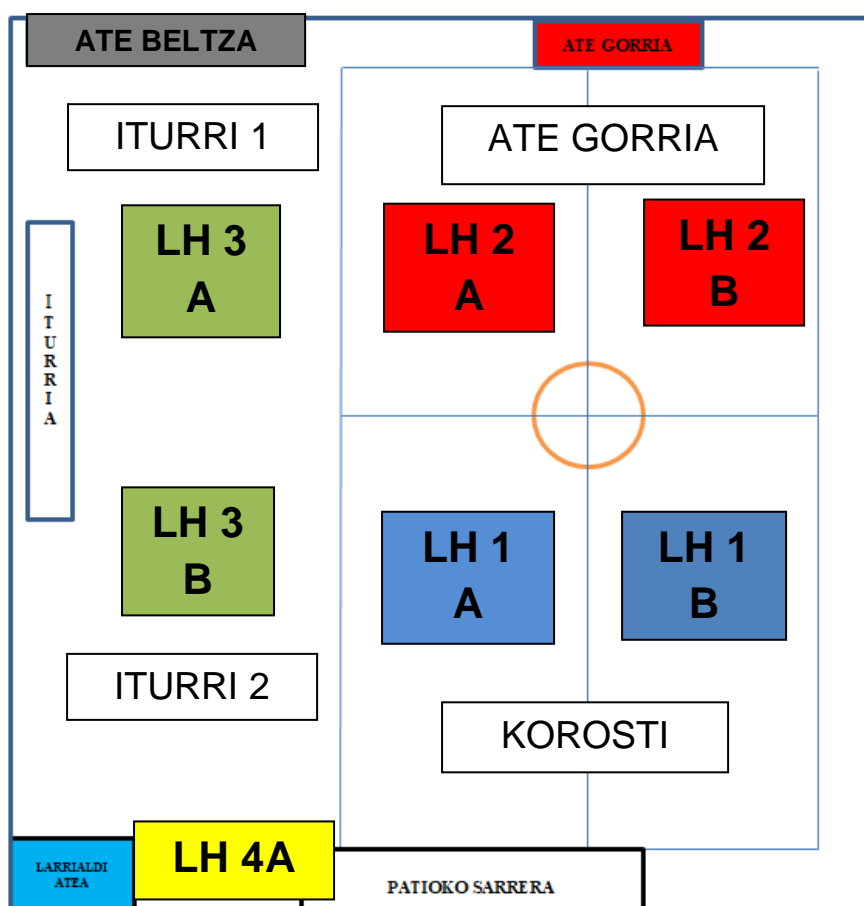 ATE BELTZA
ATE GORRIA
ITURRI 1
ATE GORRIA
LH 3
A
LH 2
A
LH 2
B
ITURRIA
LH 3
B
LH 1
A
LH 1
B
ITURRI 2
KOROSTI
LARRIALDI
ATEA
LH 4A
PATIOKO SARRERA